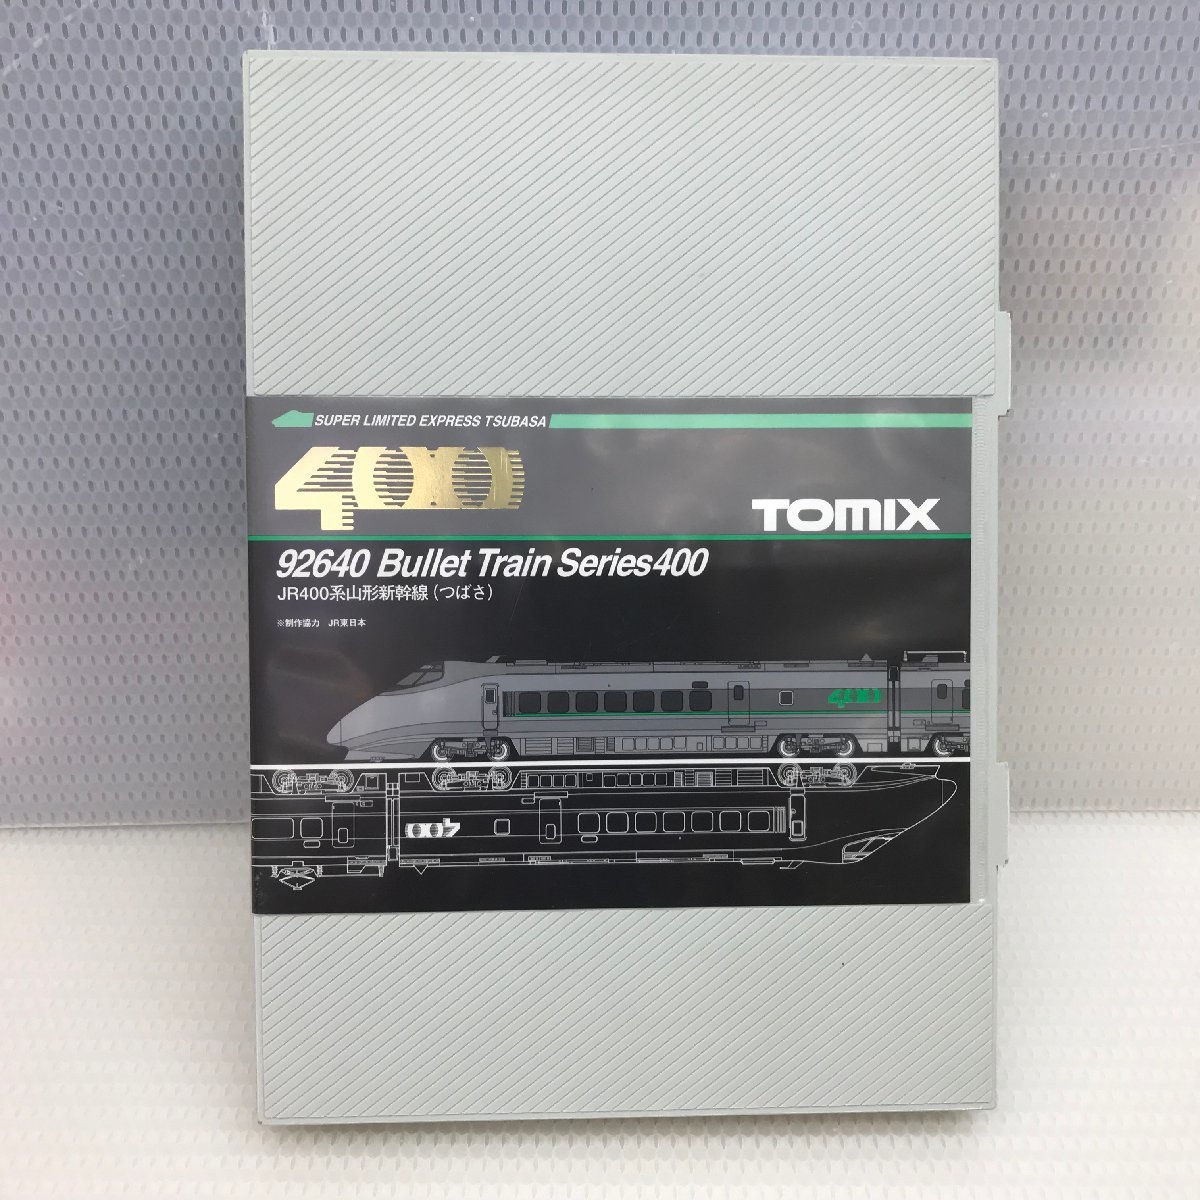 SUPER LIMITED EXPRESS TSUBASA
400
TOMIX
92640 Bullet Train Series400
JR400系山形新幹線(つばさ)
※制作協力 JR東日本
400
400